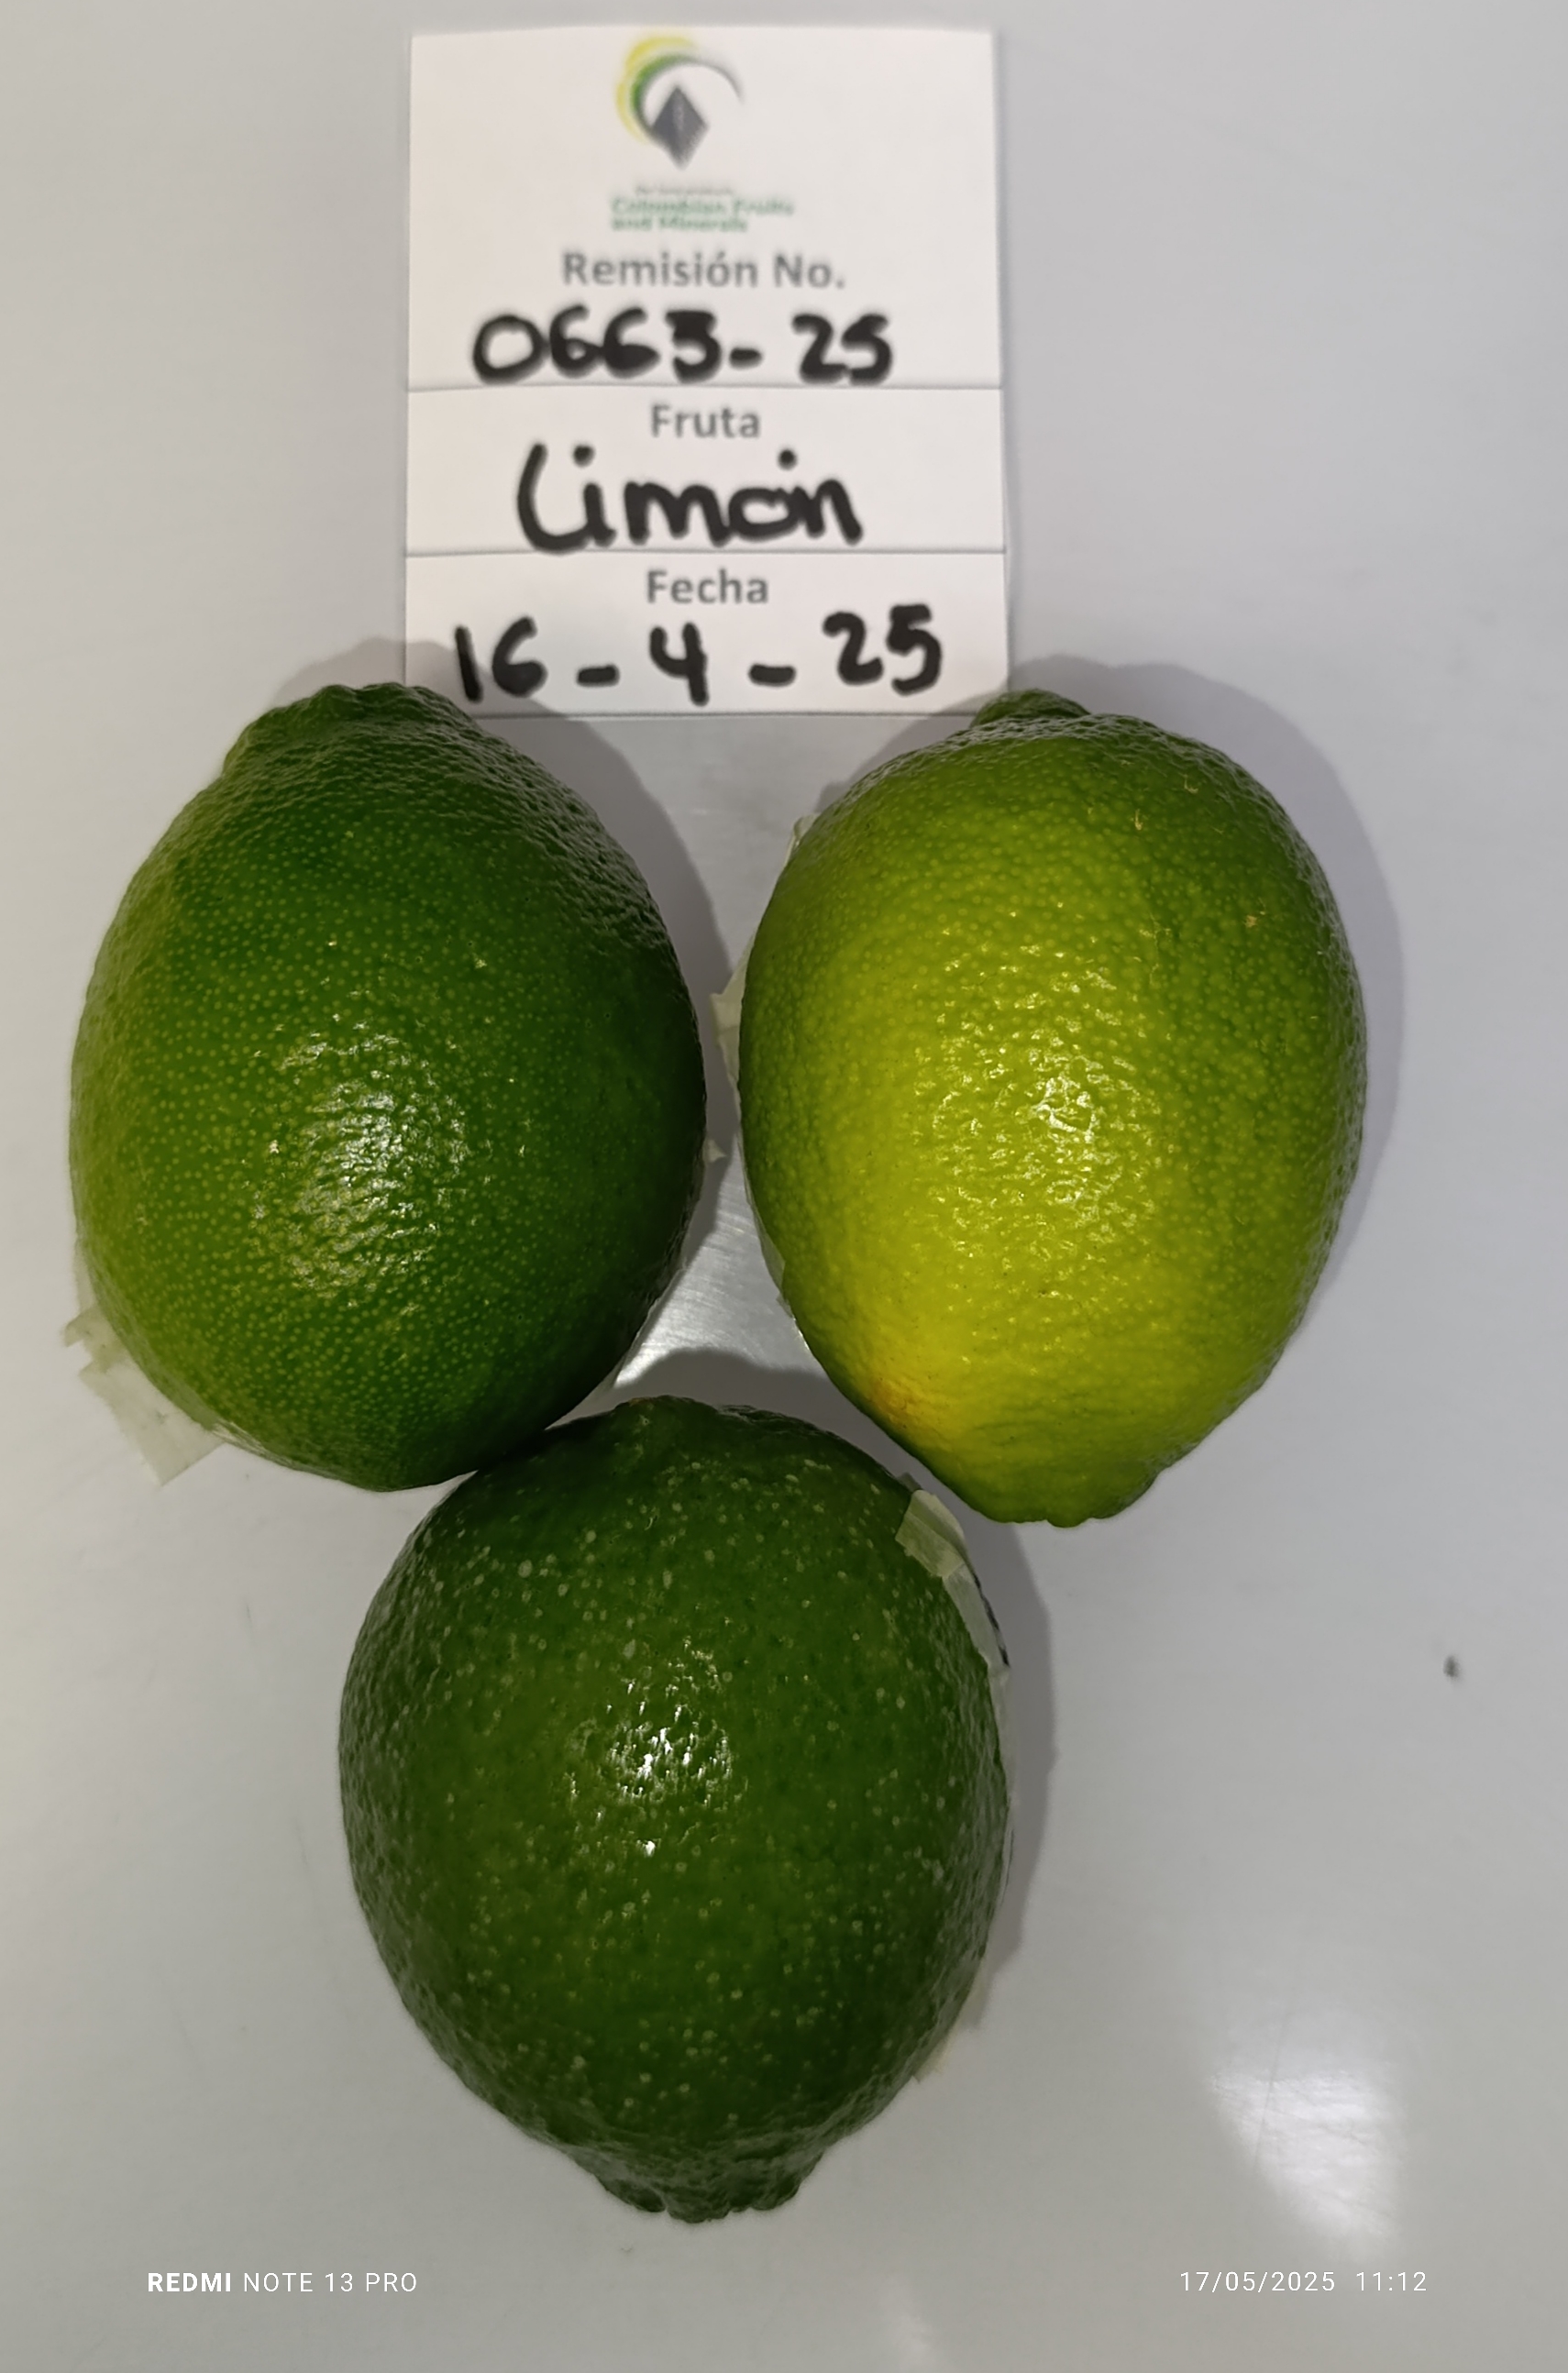 Colombian Fruits
and Minerals
Remisión No.
0663-25
Fruta
Limón
Fecha
16-4-25
REDMI NOTE 13 PRO
17/05/2025 11:12